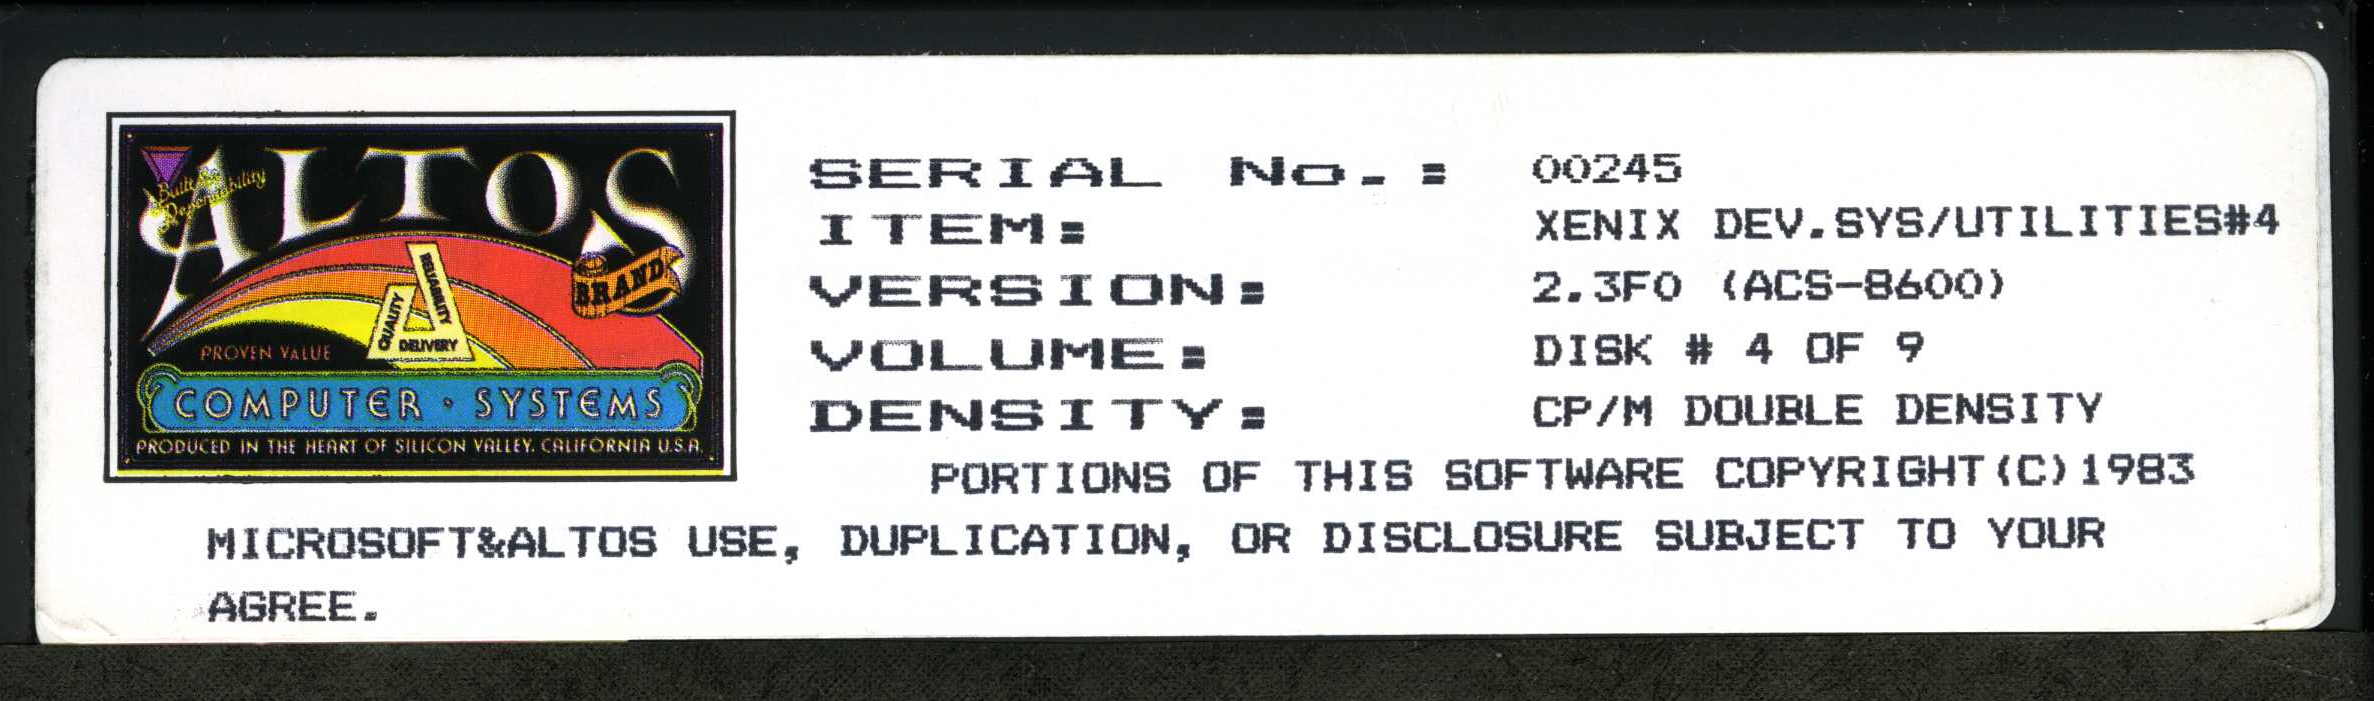 ALTOS
Built for
Dependability
BRAND
RELIABILITY
QUALITY
DELIVERY
PROVEN VALUE
COMPUTER · SYSTEMS
PRODUCED IN THE HEART OF SILICON VALLEY, CALIFORNIA U.S.A.
SERIAL No.: 00245
ITEM: XENIX DEV.SYS/UTILITIES#4
VERSION: 2.3F0 (ACS-8600)
VOLUME: DISK # 4 OF 9
DENSITY: CP/M DOUBLE DENSITY
PORTIONS OF THIS SOFTWARE COPYRIGHT(C)1983
MICROSOFT&ALTOS USE, DUPLICATION, OR DISCLOSURE SUBJECT TO YOUR
AGREE.